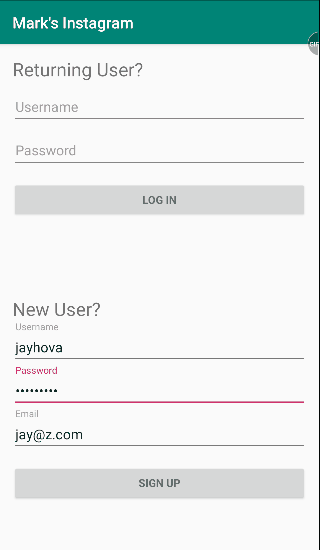 Mark's Instagram
Returning User?
Username
Password
LOG IN
New User?
Username
jayhova
Password
•••••••••
Email
jay@z.com
SIGN UP